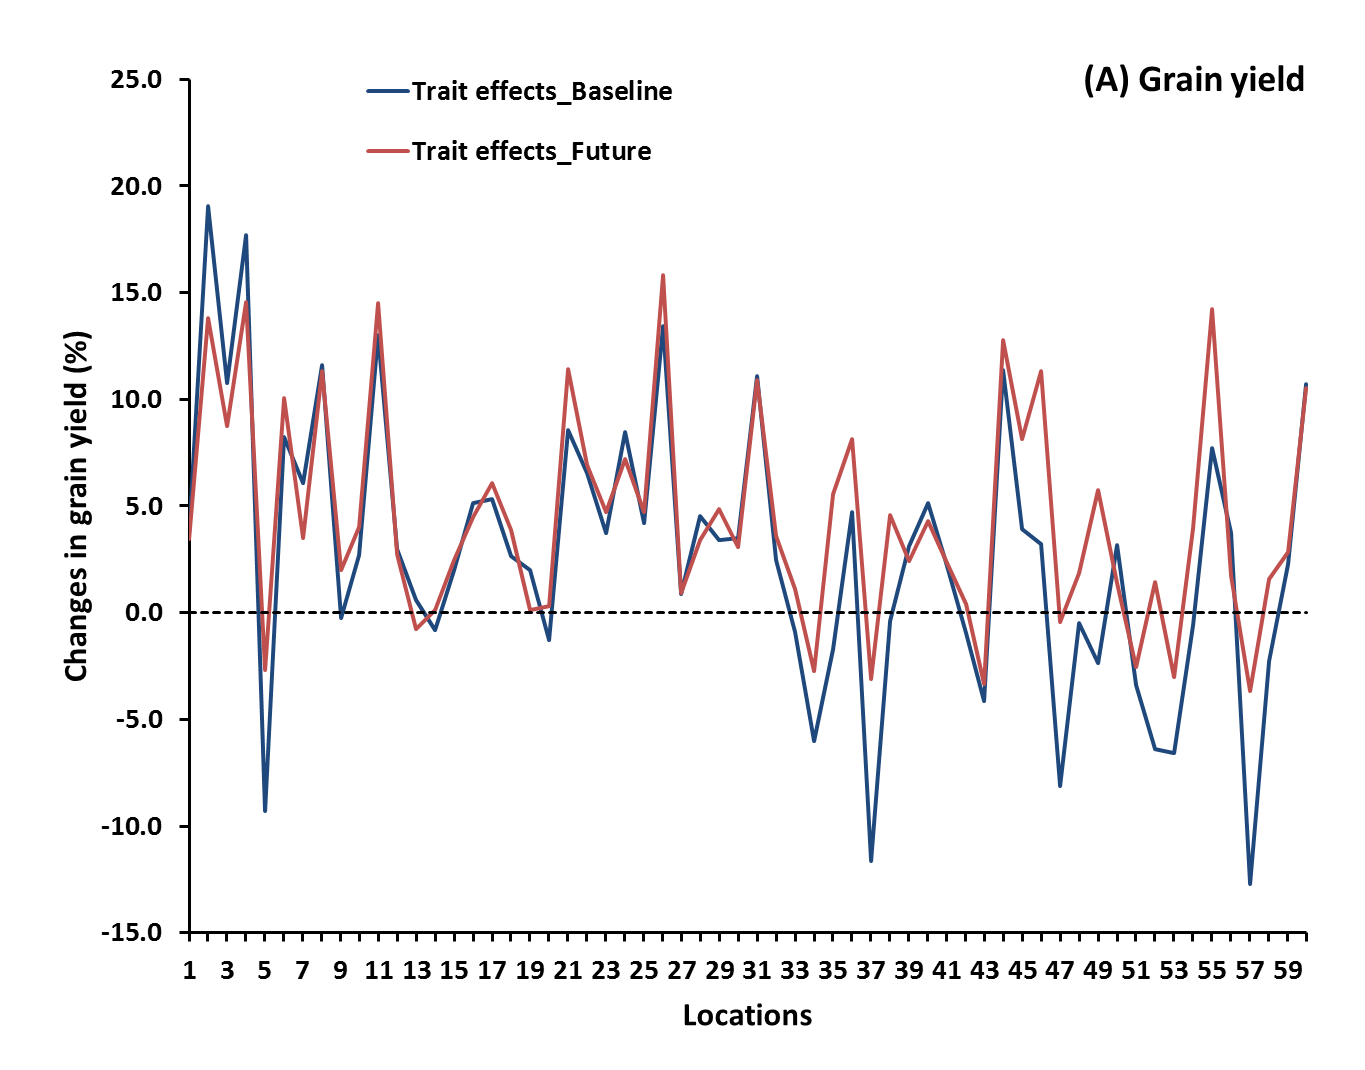 (A) Grain yield
Trait effects_Baseline
Trait effects_Future
Changes in grain yield (%)
25.0
20.0
15.0
10.0
5.0
0.0
-5.0
-10.0
-15.0
1 3 5 7 9 11 13 15 17 19 21 23 25 27 29 31 33 35 37 39 41 43 45 47 49 51 53 55 57 59
Locations